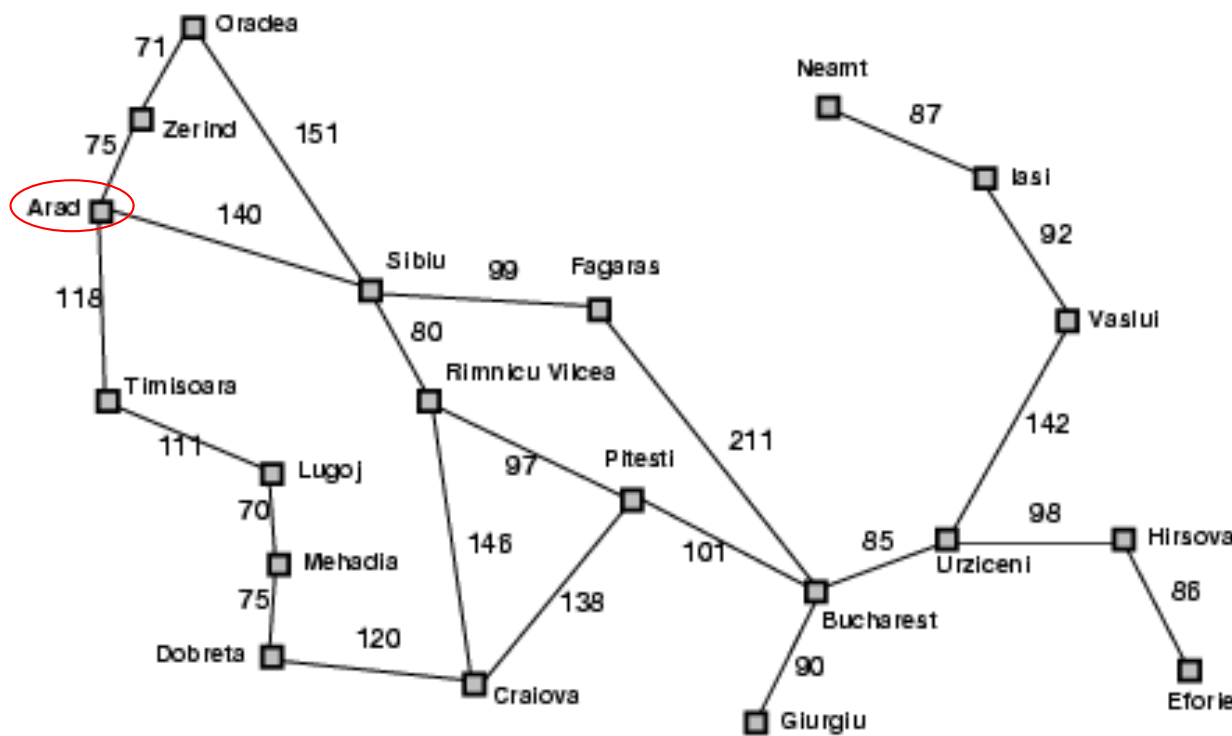 Oradea
71
Neamt
87
Zerind
151
75
Iasi
Arad
140
92
Sibiu
99
Fagaras
118
80
Vaslui
Timisoara
Rimnicu Vilcea
142
111
211
Lugoj
97
Pitesti
70
98
Hirsova
146
101
85
Urziceni
Mehadia
86
75
138
Bucharest
120
Dobreta
90
Craiova
Eforie
Giurgiu